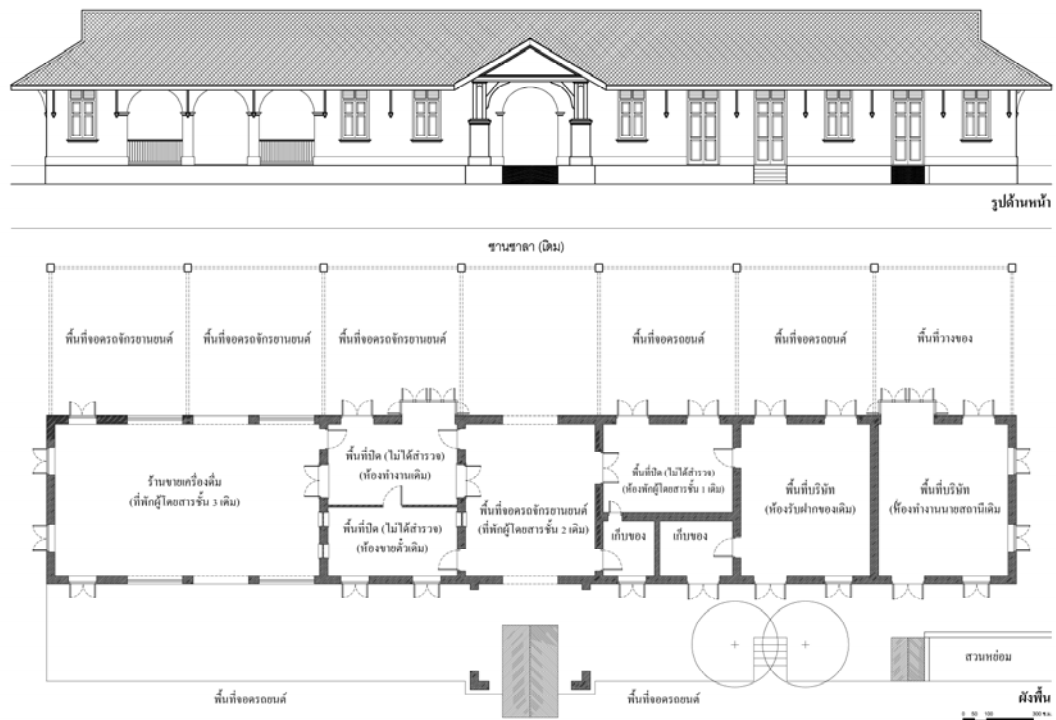 รูปด้านหน้า
ชานชาลา (เดิม)
พื้นที่จอดรถจักรยานยนต์
พื้นที่จอดรถจักรยานยนต์
พื้นที่จอดรถจักรยานยนต์
พื้นที่จอดรถยนต์
พื้นที่จอดรถยนต์
พื้นที่วางของ
ร้านขายเครื่องดื่ม
(ที่พักผู้โดยสารชั้น 3 เดิม)
พื้นที่ปิด (ไม่ได้สำรวจ)
(ห้องทำงานเดิม)
พื้นที่ปิด (ไม่ได้สำรวจ)
(ห้องขายตั๋วเดิม)
พื้นที่จอดรถจักรยานยนต์
(ที่พักผู้โดยสารชั้น 2 เดิม)
พื้นที่ปิด (ไม่ได้สำรวจ)
(ห้องพักผู้โดยสารชั้น 1 เดิม)
เก็บของ
เก็บของ
พื้นที่บริษัท
(ห้องรับฝากของเดิม)
พื้นที่บริษัท
(ห้องทำงานนายสถานีเดิม
สวนหย่อม
พื้นที่จอดรถยนต์
พื้นที่จอดรถยนต์
ผังพื้น
0 50 100 300 ซ.ม.